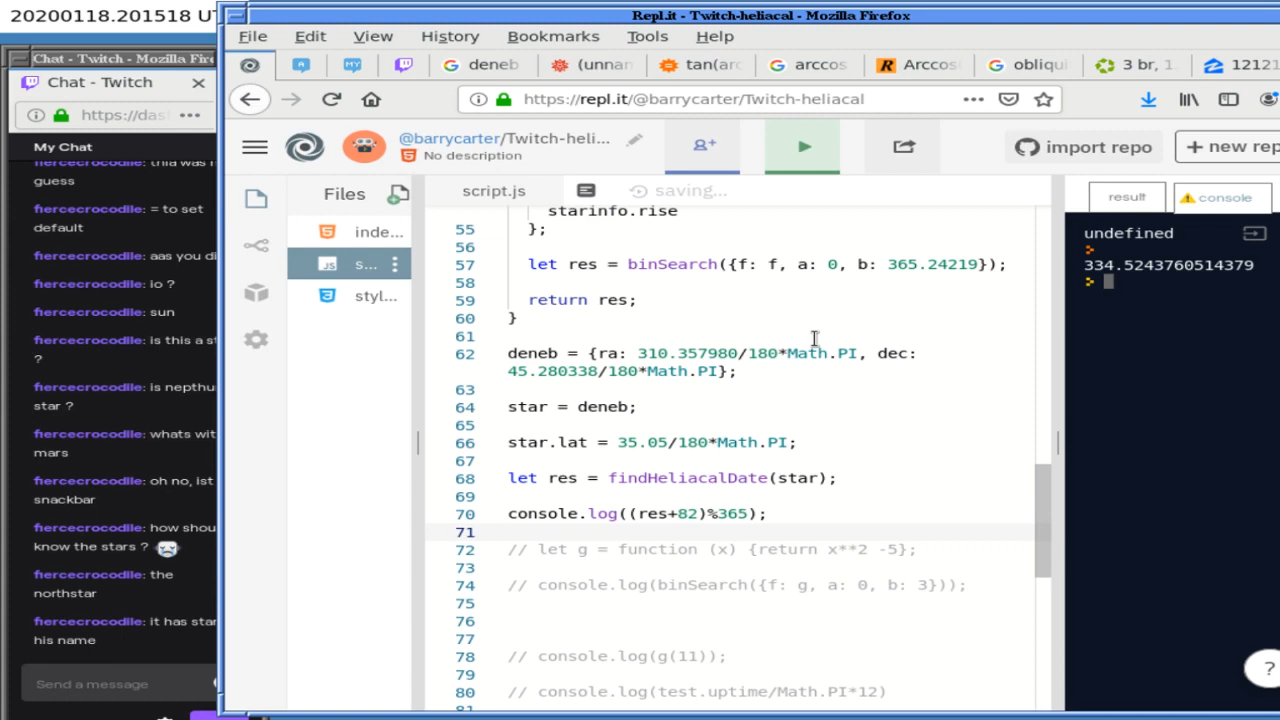 20200118.201518 U
Repl.it - Twitch-heliacal - Mozilla Firefox
File Edit View History Bookmarks Tools Help
deneb (unnan tan(arc arccos Arccos obliqu 3 br, 1. 12121
https://repl.it/@barrycarter/Twitch-heliacal
@barrycarter/Twitch-heli...
No description
import repo
+ new rep
Chat - Twitch - Mozilla Fire
Chat - Twitch
https://das
My Chat
fiercecrocodile: this was
guess
fiercecrocodile: = to set
default
fiercecrocodile: aas you di
fiercecrocodile: io ?
fiercecrocodile: sun
fiercecrocodile: is this a st
?
fiercecrocodile: is nepthu
star ?
fiercecrocodile: whats wit
mars
fiercecrocodile: oh no, ist
snackbar
fiercecrocodile: how shou
know the stars ?
fiercecrocodile: the
northstar
fiercecrocodile: it has star
his name
Send a message
Files
inde...
s...
styl...
script.js
saving...
starinfo.rise
55 };
56
57 let res = binSearch({f: f, a: 0, b: 365.24219});
58
59 return res;
60 }
61
62 deneb = {ra: 310.357980/180*Math.PI, dec:
45.280338/180*Math.PI};
63
64 star = deneb;
65
66 star.lat = 35.05/180*Math.PI;
67
68 let res = findHeliacalDate(star);
69
70 console.log((res+82)%365);
71
72 // let g = function (x) {return x**2 -5};
73
74 // console.log(binSearch({f: g, a: 0, b: 3}));
75
76
77
78 // console.log(g(11));
79
80 // console.log(test.uptime/Math.PI*12)
81
result
console
undefined
334.5243760514379
?